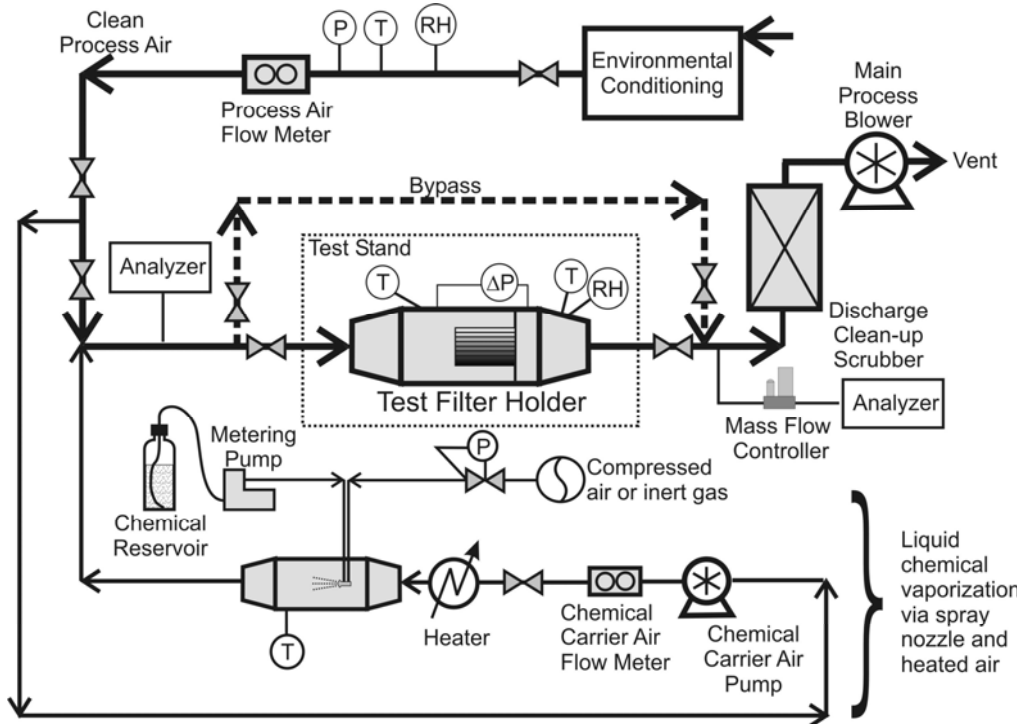 Clean
Process Air
P
T
RH
Environmental
Conditioning
Process Air
Flow Meter
Main
Process
Blower
Vent
Bypass
Analyzer
Test Stand
T
ΔP
T
RH
Test Filter Holder
Discharge
Clean-up
Scrubber
Mass Flow
Controller
Analyzer
Metering
Pump
Chemical
Reservoir
P
Compressed
air or inert gas
T
Heater
Chemical
Carrier Air
Flow Meter
Chemical
Carrier Air
Pump
Liquid
chemical
vaporization
via spray
nozzle and
heated air